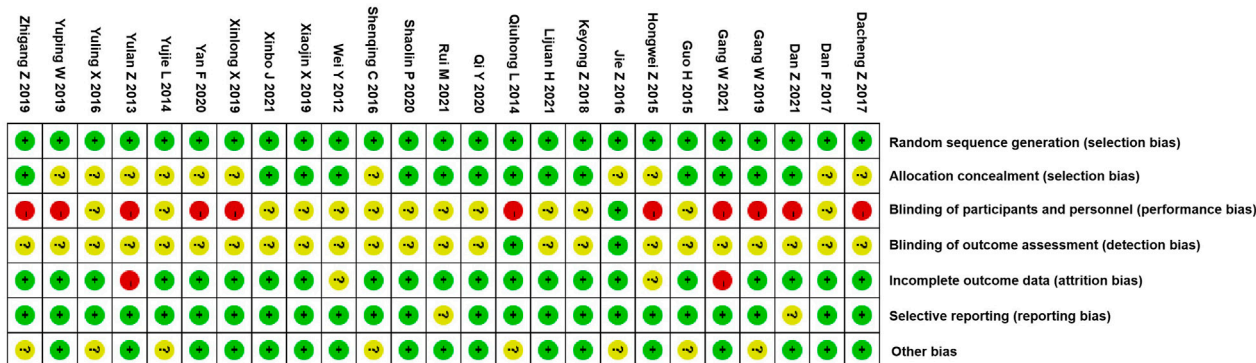 Zhigang Z 2019
Yuping W 2019
Yuling X 2016
Yulan Z 2013
Yujie L 2014
Yan F 2020
Xinlong X 2019
Xinbo J 2021
Xiaojin X 2019
Wei Y 2012
Shenqing C 2016
Shaolin P 2020
Rui M 2021
Qi Y 2020
Qiuhong L 2014
Lijuan H 2021
Keyong Z 2018
Jie Z 2016
Hongwei Z 2015
Guo H 2015
Gang W 2021
Gang W 2019
Dan Z 2021
Dan F 2017
Dacheng Z 2017
+ + + + + + + + + + + + + + + + + + + + + + + + + Random sequence generation (selection bias)
+ ? ? ? ? ? ? + + + ? + + + + + + ? ? + + + + ? ? Allocation concealment (selection bias)
– – ? – ? – – ? ? ? ? ? ? ? – ? ? + – ? – – – ? – Blinding of participants and personnel (performance bias)
? ? ? ? ? ? ? ? ? ? ? ? ? ? + ? ? + ? ? ? ? ? ? ? Blinding of outcome assessment (detection bias)
+ + + – + + + + + ? + + + + + + + + ? + – + + + + Incomplete outcome data (attrition bias)
+ + + + + + + + + + + + ? + + + + + + + + + ? + + Selective reporting (reporting bias)
? + ? + ? + + + + + ? + + + ? + + ? + ? + ? + + + Other bias